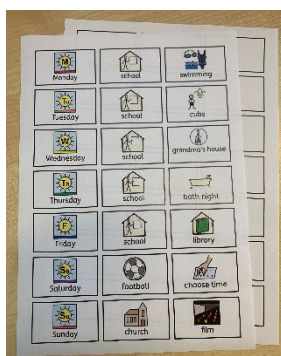 M
Monday
school
swimming
Tu
Tuesday
school
cubs
W
Wednesday
school
grandma's house
Th
Thursday
school
bath night
F
Friday
school
library
Sa
Saturday
football
choose time
Su
Sunday
church
film